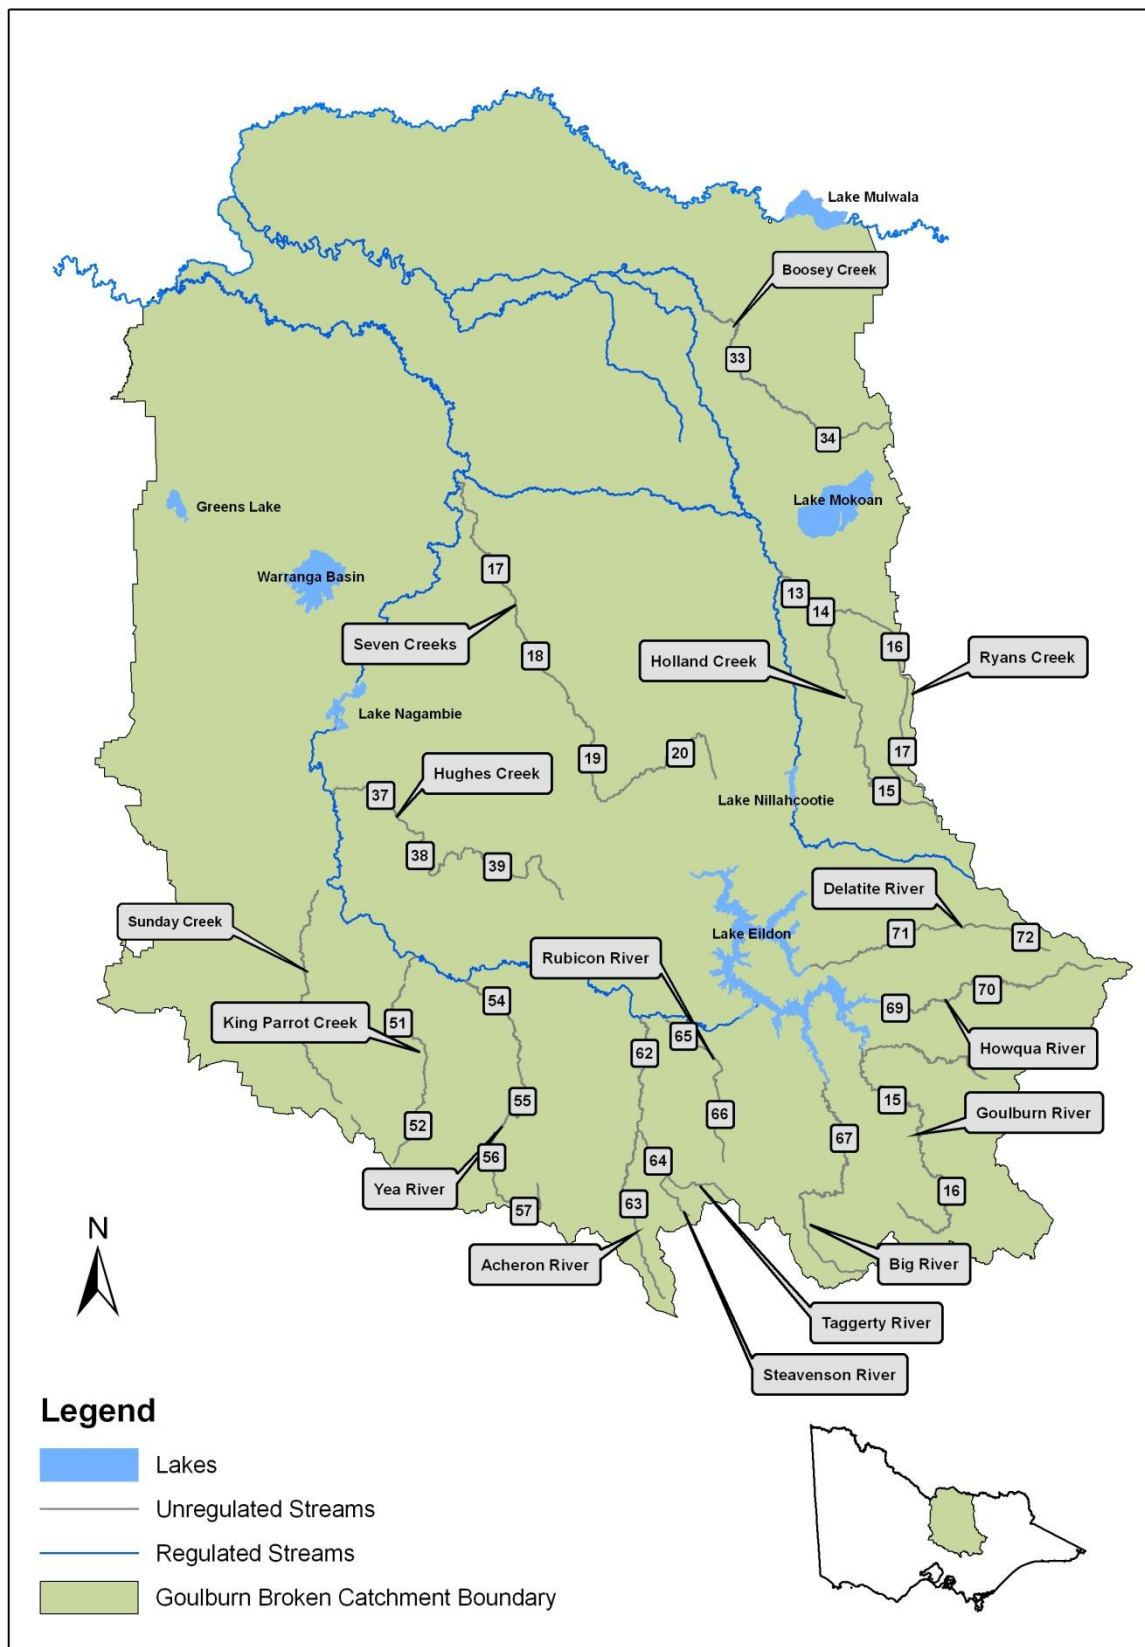 Lake Mulwala
Boosey Creek
33
34
Lake Mokoan
Greens Lake
Warranga Basin
17
13
14
Seven Creeks
18
Holland Creek
16
Ryans Creek
Lake Nagambie
17
19
20
Hughes Creek
37
15
Lake Nillahcootie
38
39
Delatite River
Sunday Creek
Lake Eildon
71
72
Rubicon River
54
70
69
King Parrot Creek
51
65
62
Howqua River
15
55
Goulburn River
52
66
67
56
64
Yea River
16
63
57
Acheron River
Big River
N
Taggerty River
Steavenson River
Legend
Lakes
Unregulated Streams
Regulated Streams
Goulburn Broken Catchment Boundary